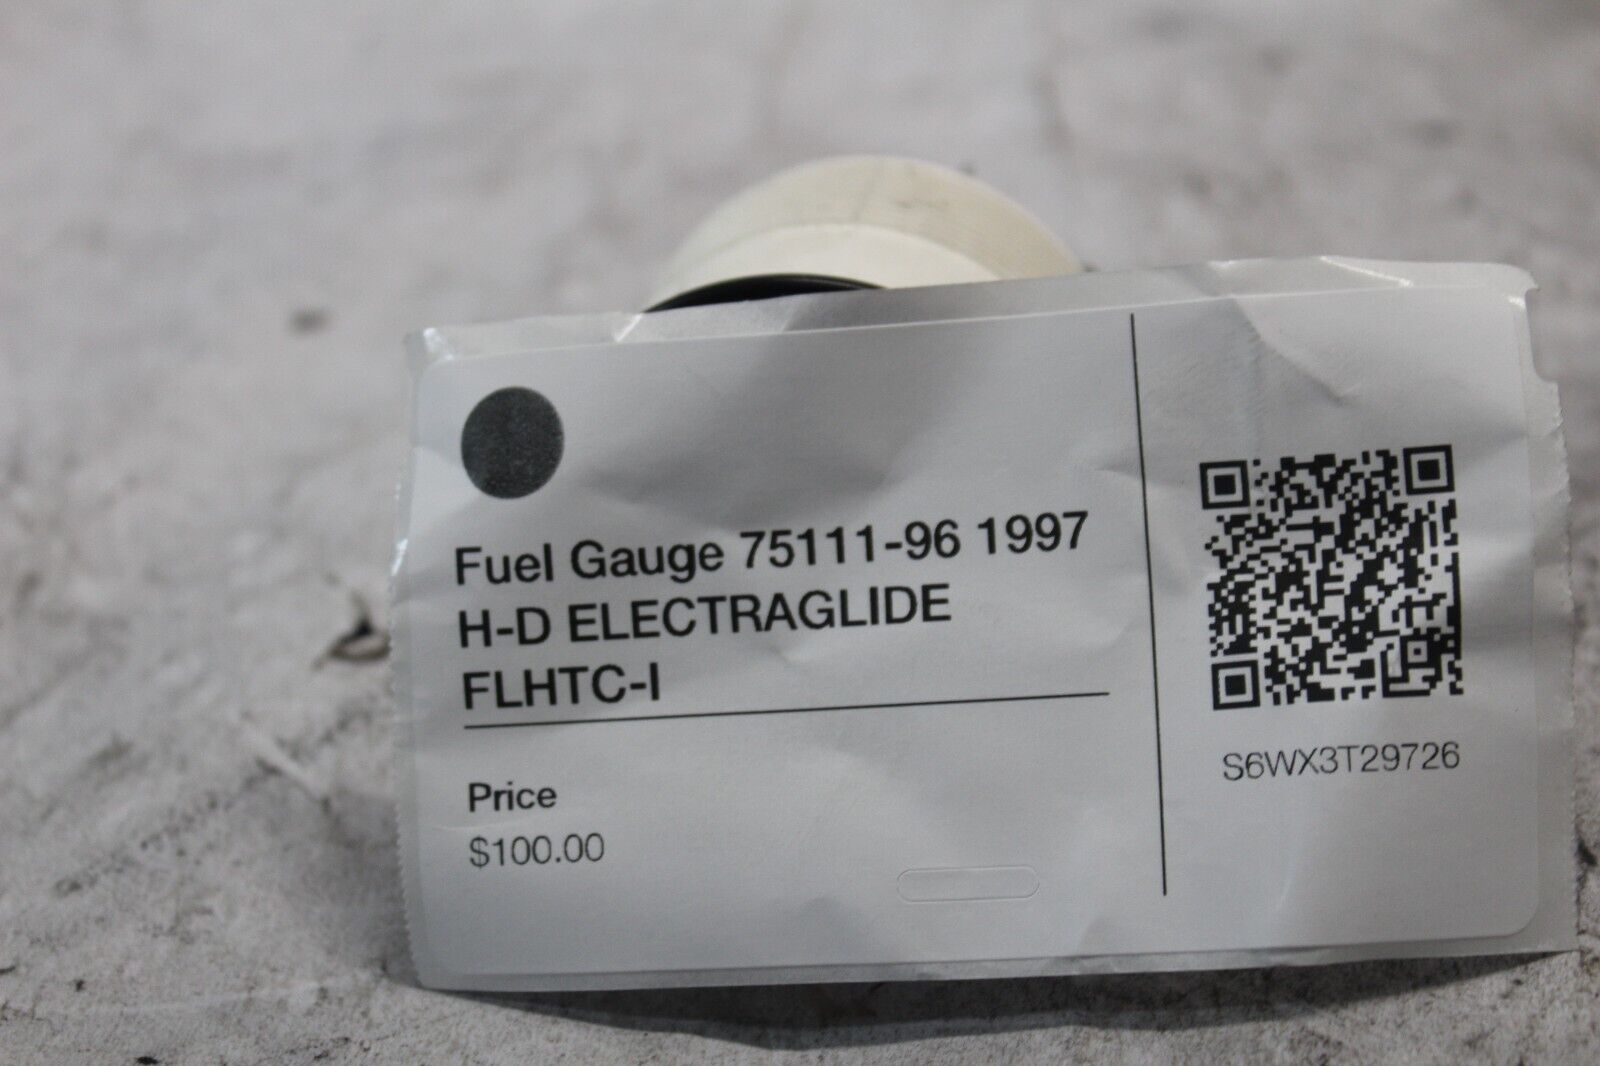 Fuel Gauge 75111-96 1997
H-D ELECTRAGLIDE
FLHTC-I
Price
$100.00
S6WX3T29726